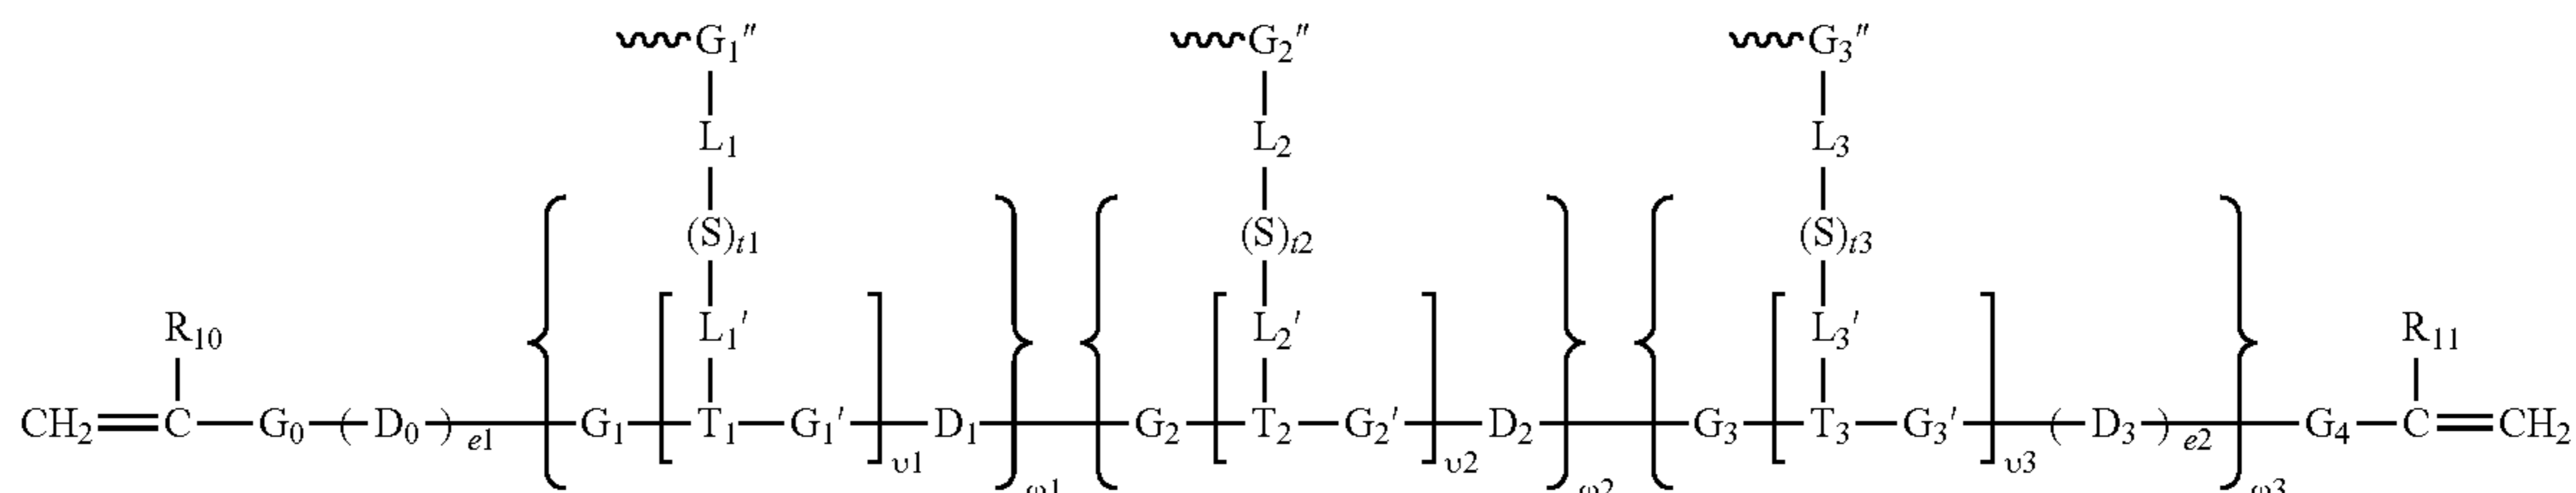 G₁″ G₂″ G₃″
L₁ L₂ L₃
(S)ₜ₁ (S)ₜ₂ (S)ₜ₃
R₁₀ L₁′ L₂′ L₃′ R₁₁
CH₂=C—G₀—(D₀)ₑ₁—{G₁—[T₁—G₁′]υ1—D₁}ω1—{G₂—[T₂—G₂′]υ2—D₂}ω2—{G₃—[T₃—G₃′]υ3—(D₃)ₑ₂}ω3—G₄—C=CH₂